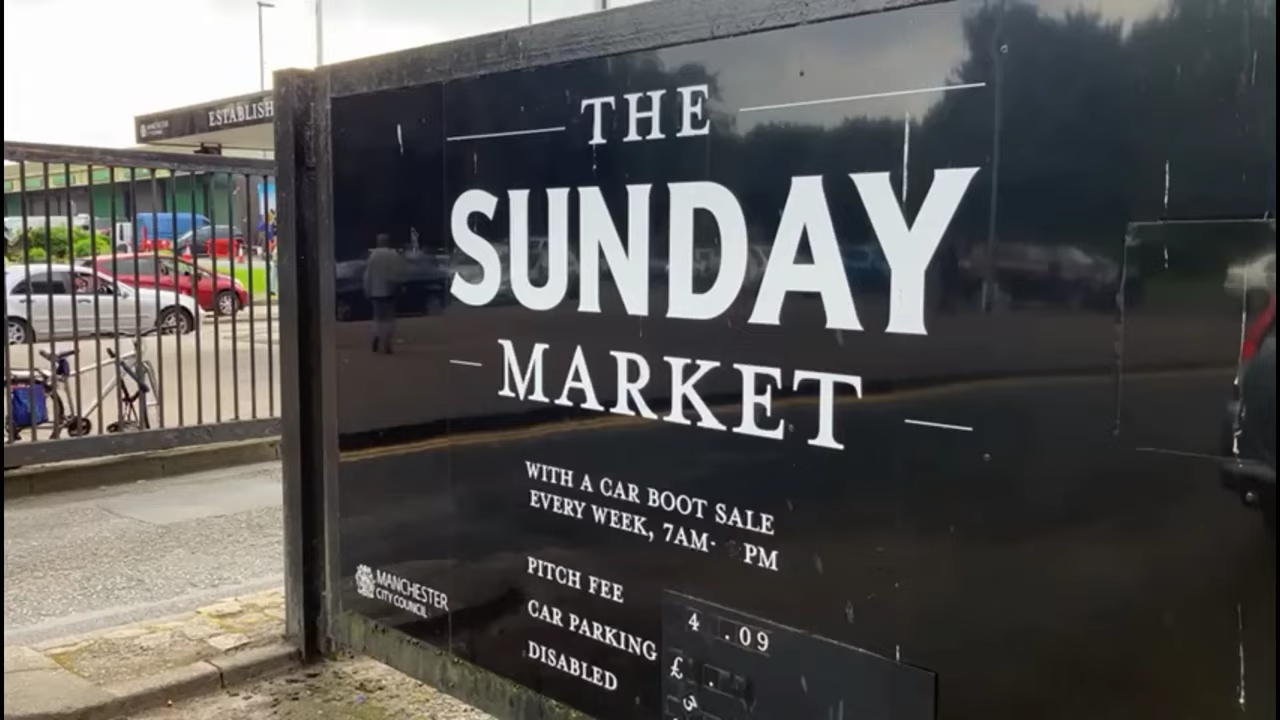 ESTABLISH
THE
SUNDAY
MARKET
WITH A CAR BOOT SALE
EVERY WEEK, 7AM- PM
PITCH FEE
CAR PARKING
DISABLED
4 .09
£ .
3
MANCHESTER
CITY COUNCIL